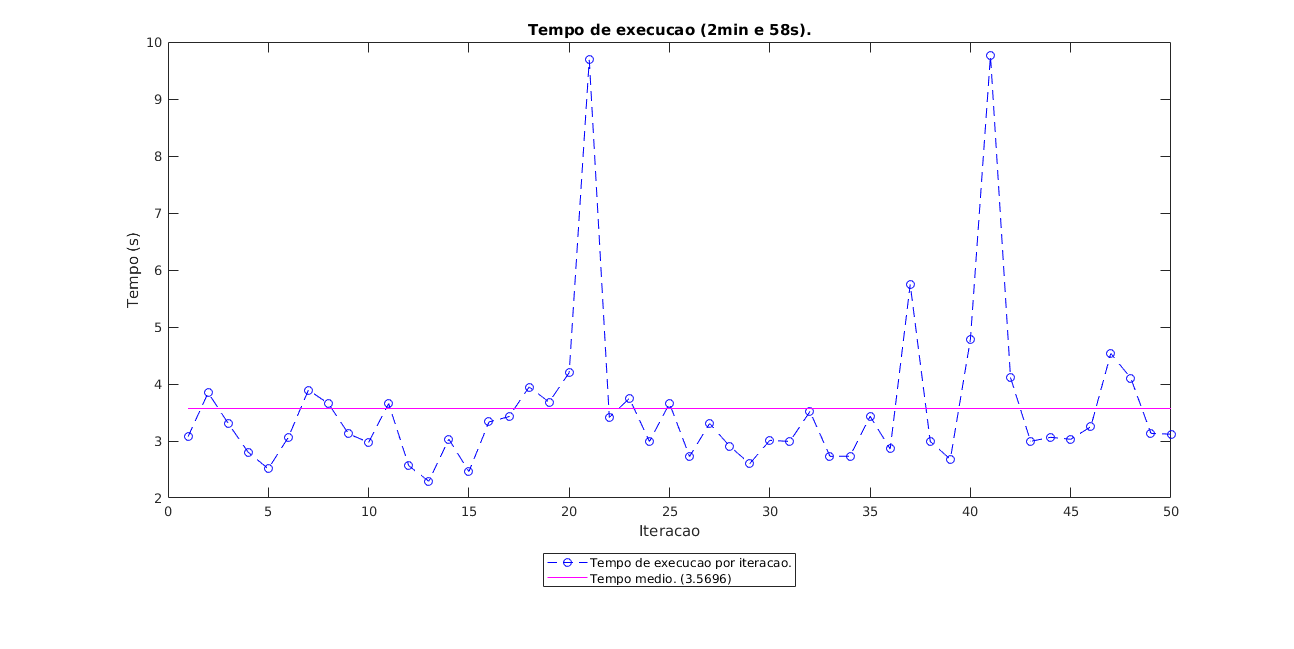 Tempo de execucao (2min e 58s).
10
9
8
7
6
5
4
3
2
Tempo (s)
0 5 10 15 20 25 30 35 40 45 50
Iteracao
Tempo de execucao por iteracao.
Tempo medio. (3.5696)